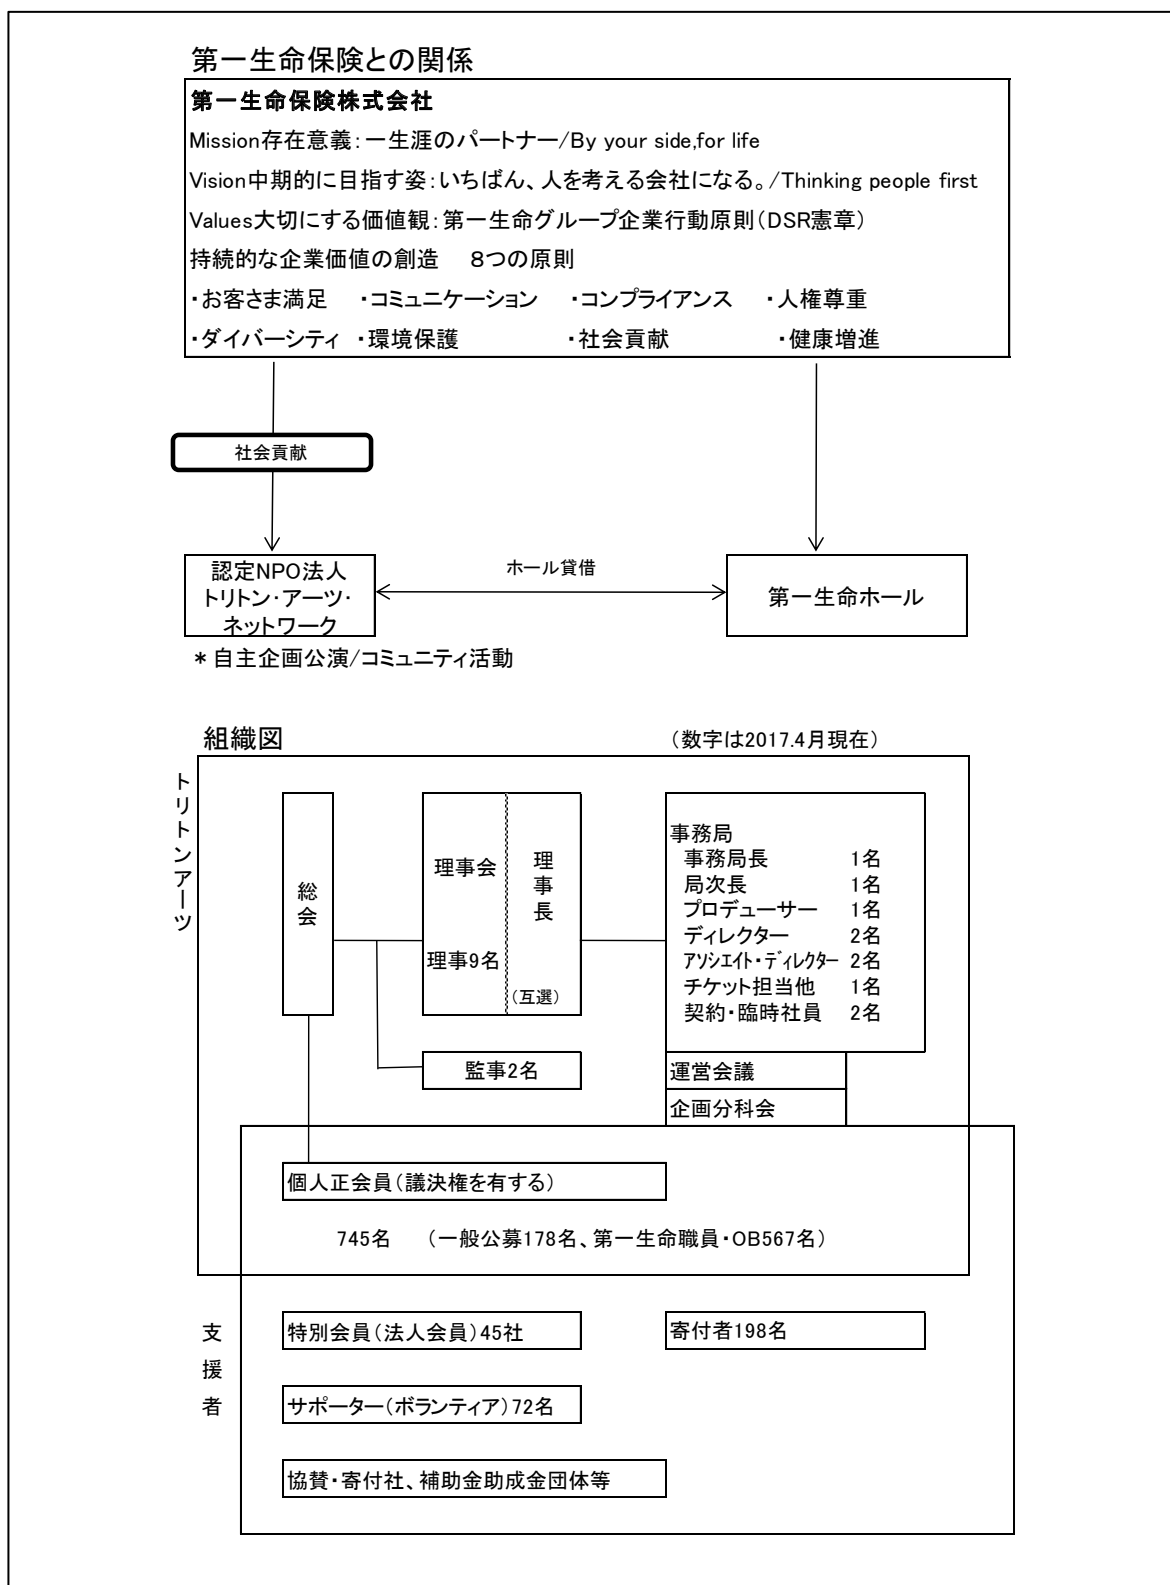 第一生命保険との関係
第一生命保険株式会社
Mission存在意義：一生涯のパートナー/By your side,for life
Vision中期的に目指す姿：いちばん、人を考える会社になる。/Thinking people first
Values大切にする価値観：第一生命グループ企業行動原則（DSR憲章）
持続的な企業価値の創造　8つの原則
・お客さま満足　・コミュニケーション　・コンプライアンス　・人権尊重
・ダイバーシティ　・環境保護　・社会貢献　・健康増進
社会貢献
認定NPO法人
トリトン・アーツ・
ネットワーク
ホール貸借
第一生命ホール
＊自主企画公演/コミュニティ活動
組織図　（数字は2017.4月現在）
トリトンアーツ
総会
理事会
理事9名
理事長
（互選）
事務局
事務局長　1名
局次長　1名
プロデューサー　1名
ディレクター　2名
ｱｿｼｴｲﾄ・ﾃﾞｨﾚｸﾀｰ　2名
チケット担当他　1名
契約・臨時社員　2名
監事2名
運営会議
企画分科会
個人正会員（議決権を有する）
745名　（一般公募178名、第一生命職員・OB567名）
支援者
特別会員（法人会員）45社
寄付者198名
サポーター（ボランティア）72名
協賛・寄付社、補助金助成金団体等